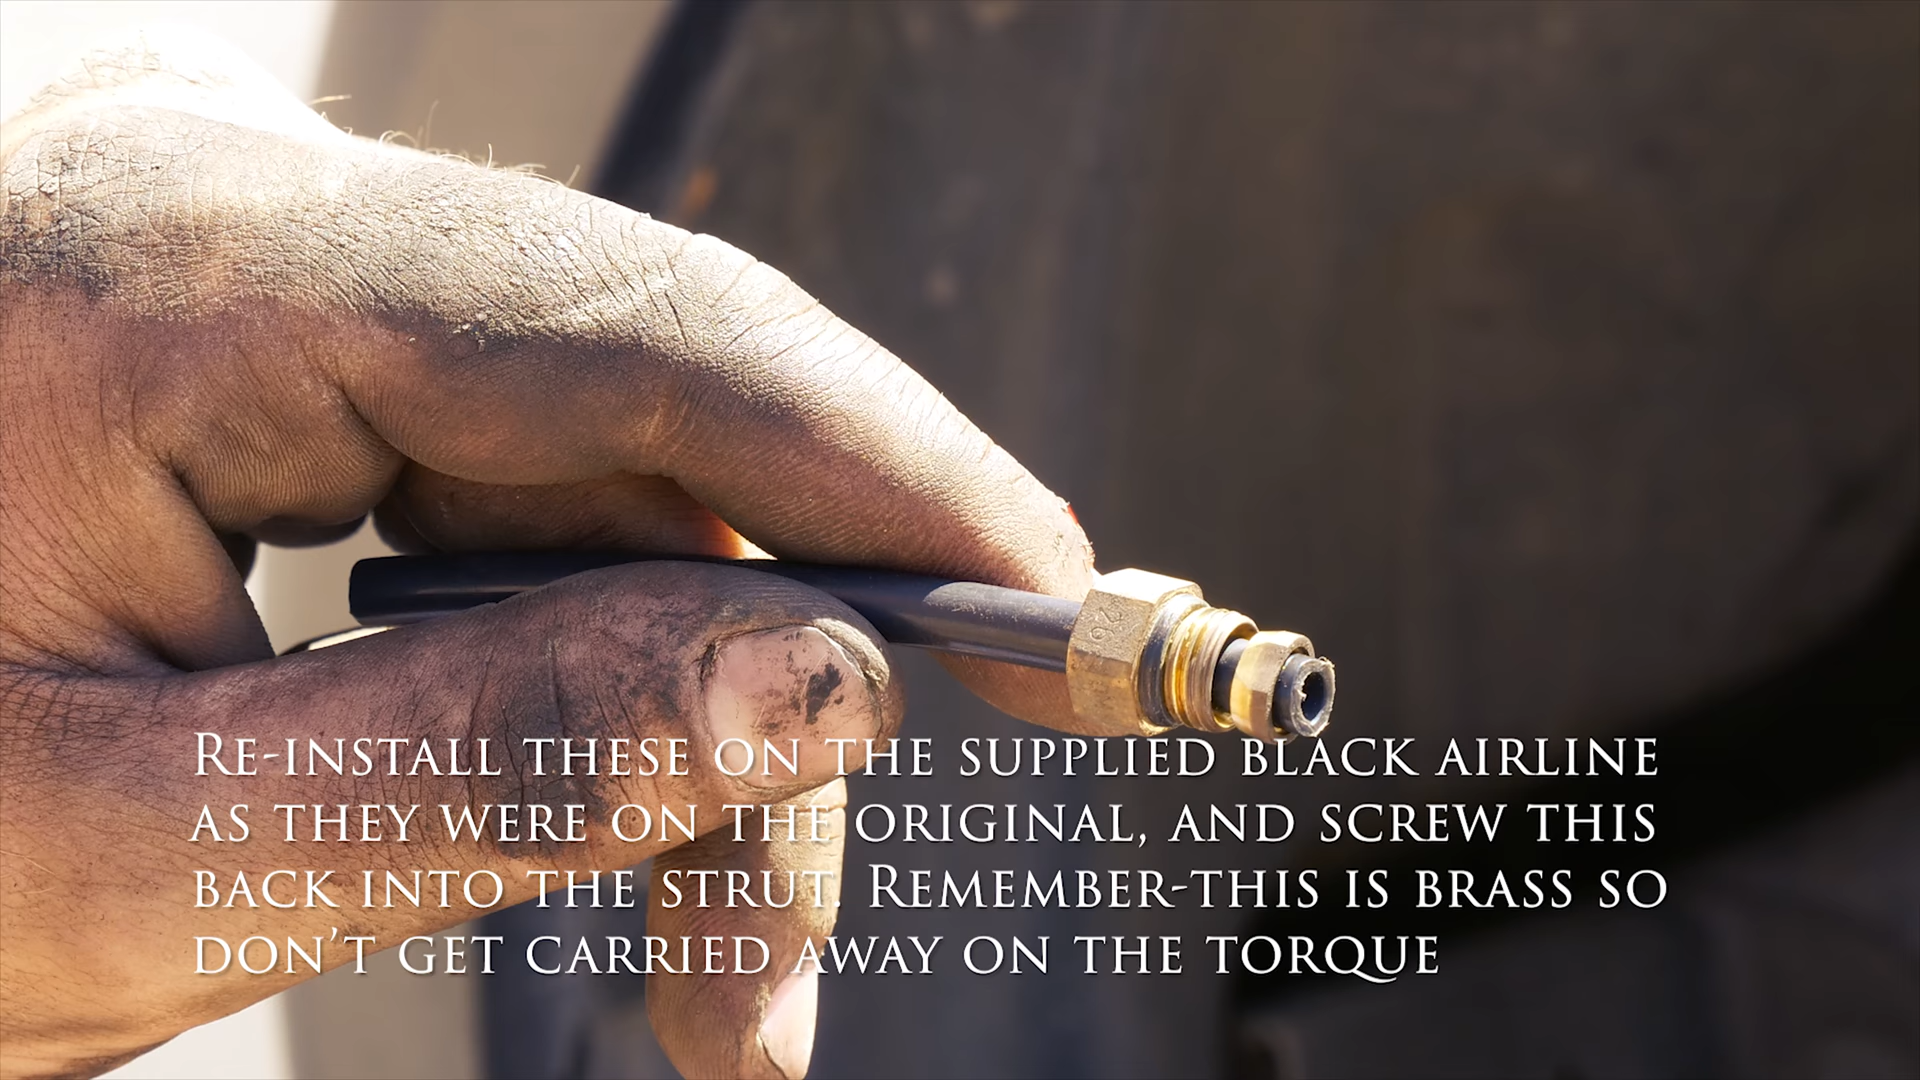 26
Re-install these on the supplied black airline
as they were on the original, and screw this
back into the strut. Remember-this is brass so
don't get carried away on the torque